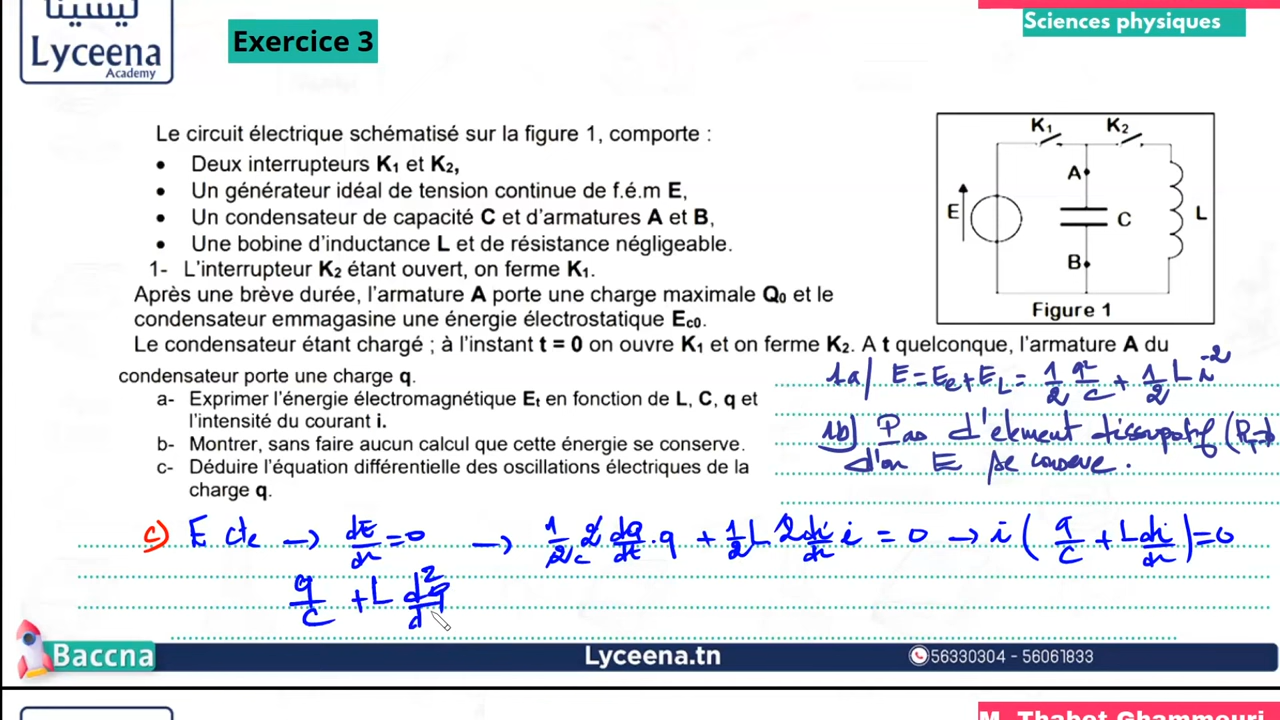 ليسينا
Lyceena
Academy
Exercice 3
Sciences physiques
Le circuit électrique schématisé sur la figure 1, comporte :
• Deux interrupteurs K1 et K2,
• Un générateur idéal de tension continue de f.é.m E,
• Un condensateur de capacité C et d'armatures A et B,
• Une bobine d'inductance L et de résistance négligeable.
1- L'interrupteur K2 étant ouvert, on ferme K1.
Après une brève durée, l'armature A porte une charge maximale Q0 et le
condensateur emmagasine une énergie électrostatique Ec0.
Le condensateur étant chargé ; à l'instant t = 0 on ouvre K1 et on ferme K2. A t quelconque, l'armature A du
condensateur porte une charge q.
a- Exprimer l'énergie électromagnétique Et en fonction de L, C, q et
l'intensité du courant i.
b- Montrer, sans faire aucun calcul que cette énergie se conserve.
c- Déduire l'équation différentielle des oscillations électriques de la
charge q.
K1 K2
A
E C L
B
Figure 1
1a) E = Ee + EL = 1/2 q²/c + 1/2 L i²
1b) Pas d'element dissipatif
d'où E se conserve.
c) E cte → dE/dt = 0 → 1/2c 2 dq/dt . q + 1/2 L 2 di/dt i = 0 → i ( q/c + L di/dt ) = 0
q/c + L d²q/d
Baccna
Lyceena.tn
56330304 - 56061833
M. Thabet Ghammouri